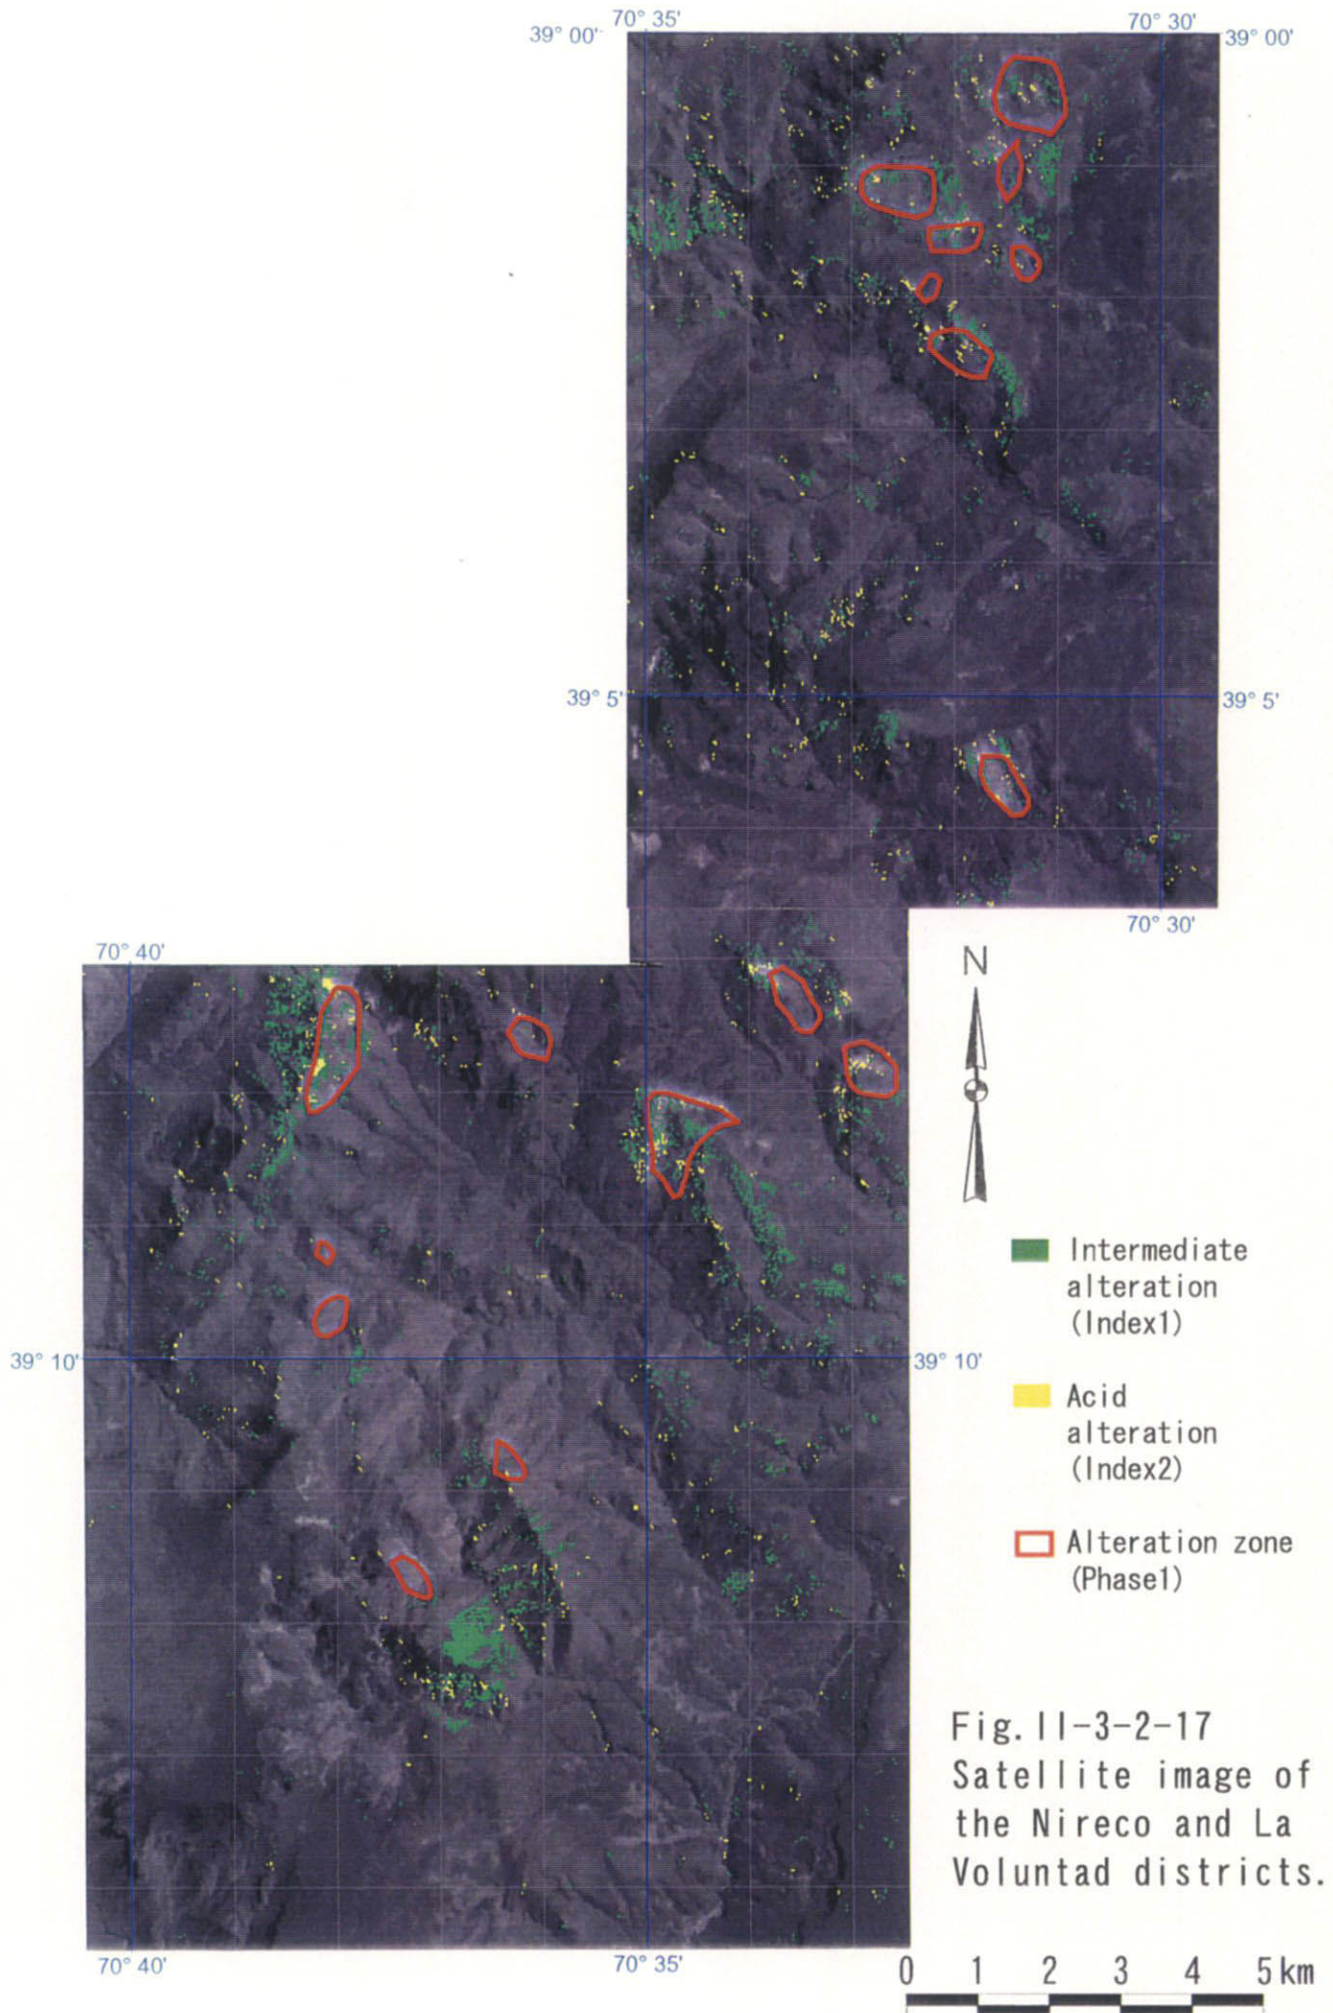 70° 35'
70° 30'
39° 00'
39° 00'
39° 5'
39° 5'
70° 30'
70° 40'
N
Intermediate
alteration
(Index1)
39° 10'
39° 10'
Acid
alteration
(Index2)
Alteration zone
(Phase1)
Fig. II-3-2-17
Satellite image of
the Nireco and La
Voluntad districts.
70° 40'
70° 35'
0 1 2 3 4 5 km